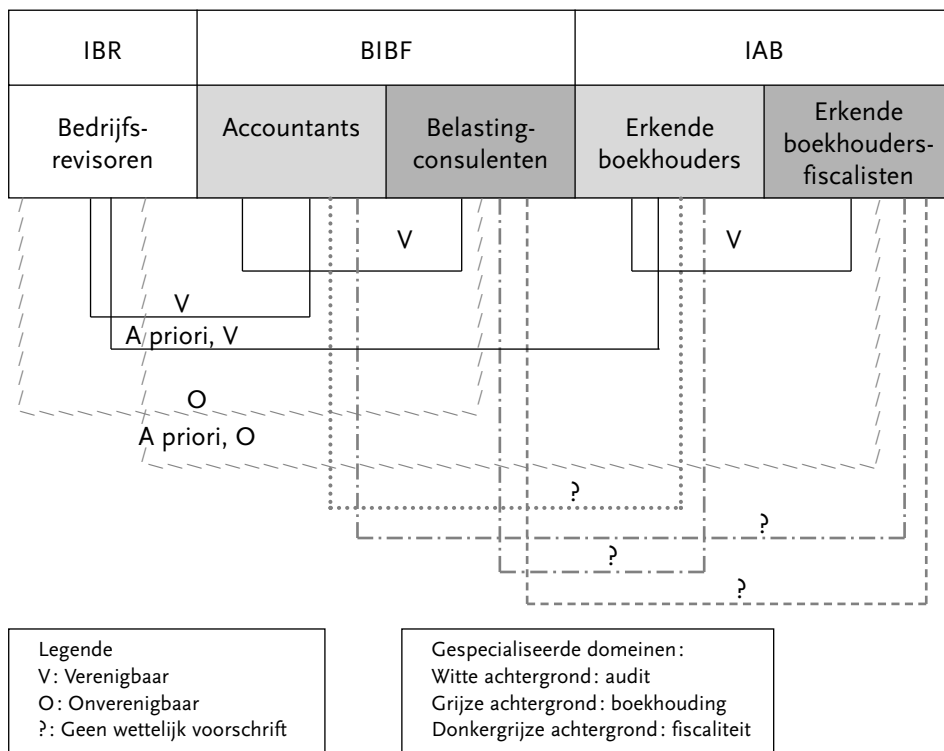 IBR BIBF IAB
Bedrijfs-
revisoren
Accountants
Belasting-
consulenten
Erkende
boekhouders
Erkende
boekhouders-
fiscalisten
V V
V
A priori, V
O
A priori, O
?
?
?
?
Legende
V: Verenigbaar
O: Onverenigbaar
?: Geen wettelijk voorschrift
Gespecialiseerde domeinen:
Witte achtergrond: audit
Grijze achtergrond: boekhouding
Donkergrijze achtergrond: fiscaliteit